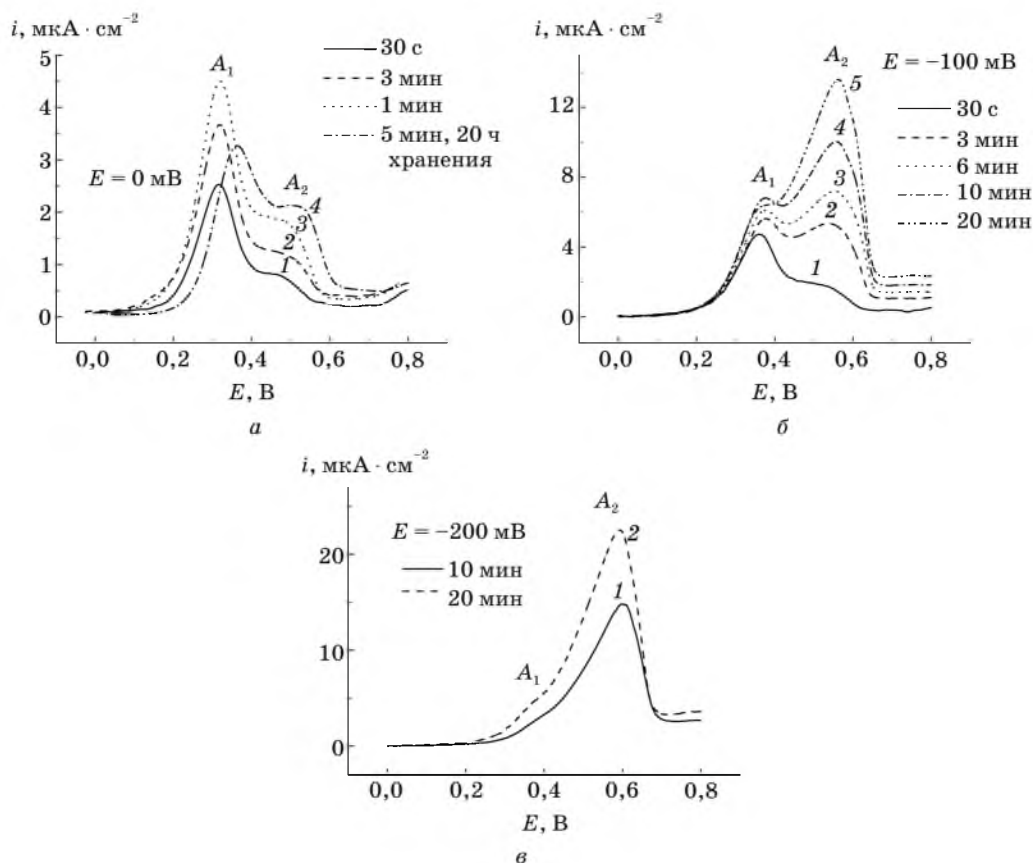 i, мкА · см⁻²
5
4
3
2
1
0
E = 0 мВ
A₁
A₂
4
3
2
1
30 с
3 мин
1 мин
5 мин, 20 ч
хранения
0,0 0,2 0,4 0,6 0,8
E, В
а
i, мкА · см⁻²
12
8
4
0
A₁
A₂
5
4
3
2
1
E = −100 мВ
30 с
3 мин
6 мин
10 мин
20 мин
0,0 0,2 0,4 0,6 0,8
E, В
б
i, мкА · см⁻²
20
10
0
E = −200 мВ
10 мин
20 мин
A₁
A₂
2
1
0,0 0,2 0,4 0,6 0,8
E, В
в